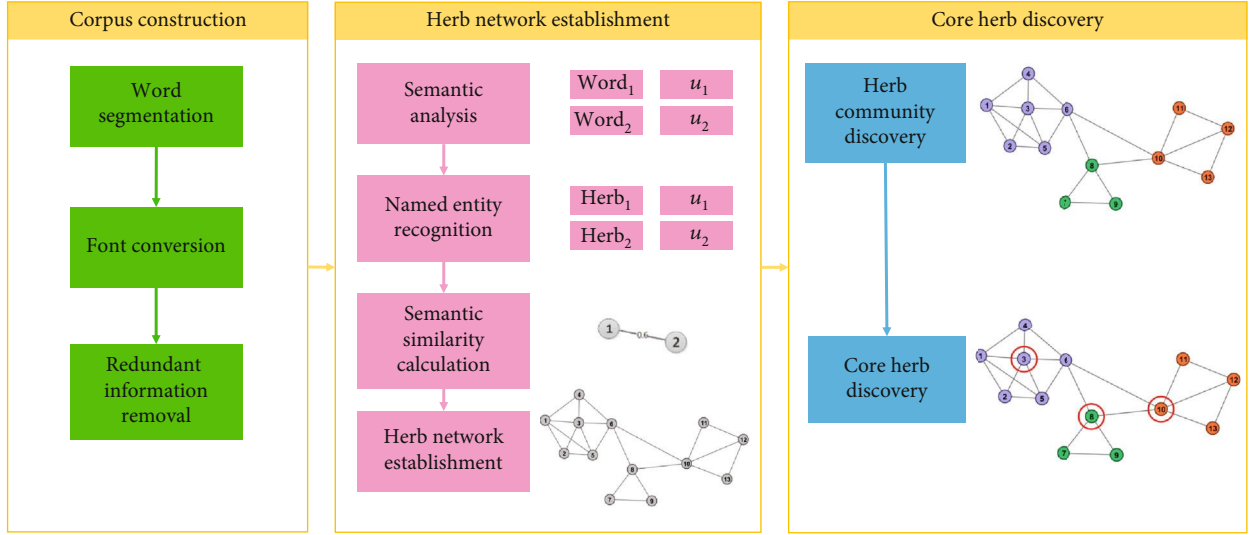 Corpus construction
Word
segmentation
Font conversion
Redundant
information
removal
Herb network establishment
Semantic
analysis
Word1 u1
Word2 u2
Named entity
recognition
Herb1 u1
Herb2 u2
Semantic
similarity
calculation
1 0.6 2
Herb network
establishment
4
1 3 6
2 5
11
12
8 10
13
7 9
Core herb discovery
Herb
community
discovery
4
1 3 6
2 5
11
12
8 10
13
9
Core herb
discovery
4
1 3 6
2 5
11
12
8 10
13
7 9